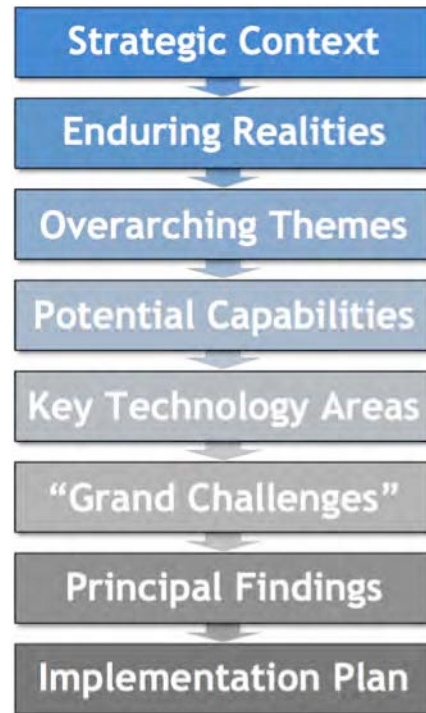 Strategic Context
Enduring Realities
Overarching Themes
Potential Capabilities
Key Technology Areas
“Grand Challenges”
Principal Findings
Implementation Plan